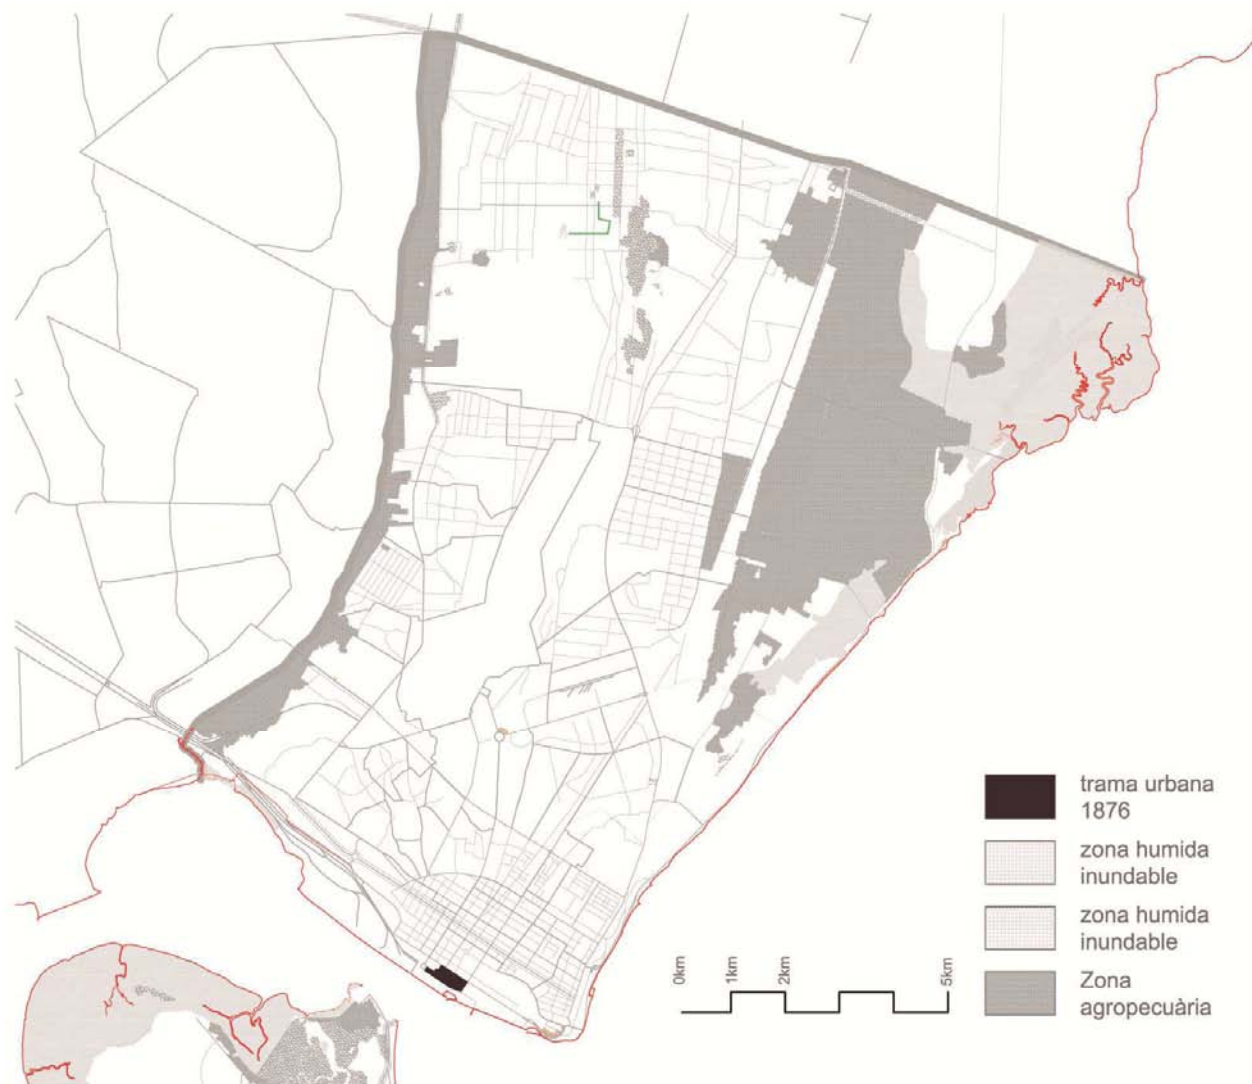 trama urbana
1876
zona humida
inundable
zona humida
inundable
Zona
agropecuària
0km
1km
2km
5km